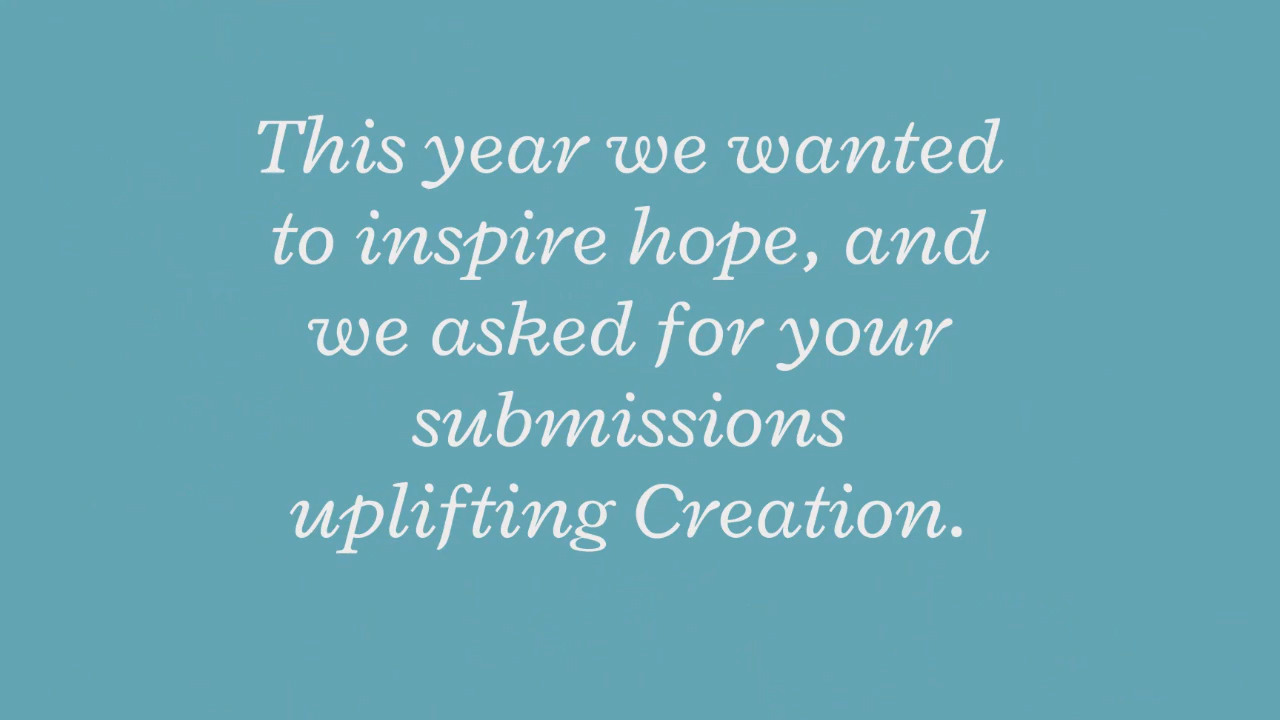 This year we wanted
to inspire hope, and
we asked for your
submissions
uplifting Creation.